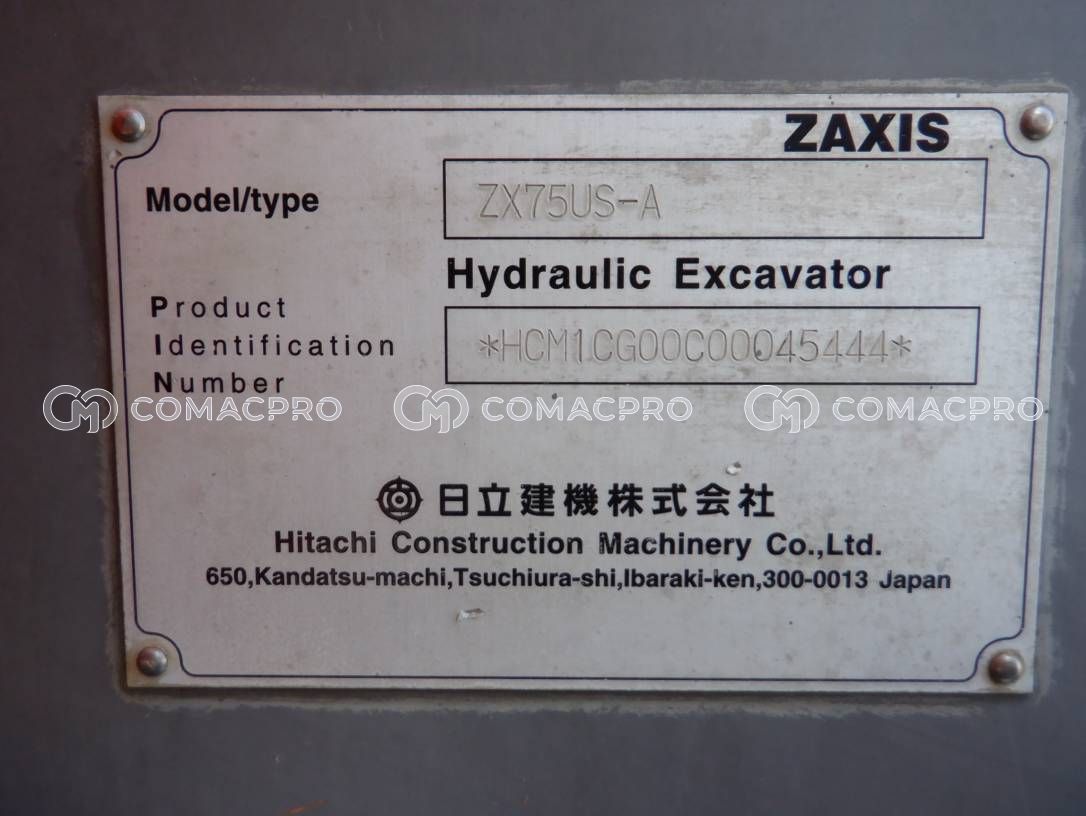 ZAXIS
Model/type ZX75US-A
Hydraulic Excavator
Product
Identification *HCM1CG00C00045444*
Number
COMACPRO COMACPRO COMACPRO
日立建機株式会社
Hitachi Construction Machinery Co.,Ltd.
650,Kandatsu-machi,Tsuchiura-shi,Ibaraki-ken,300-0013 Japan